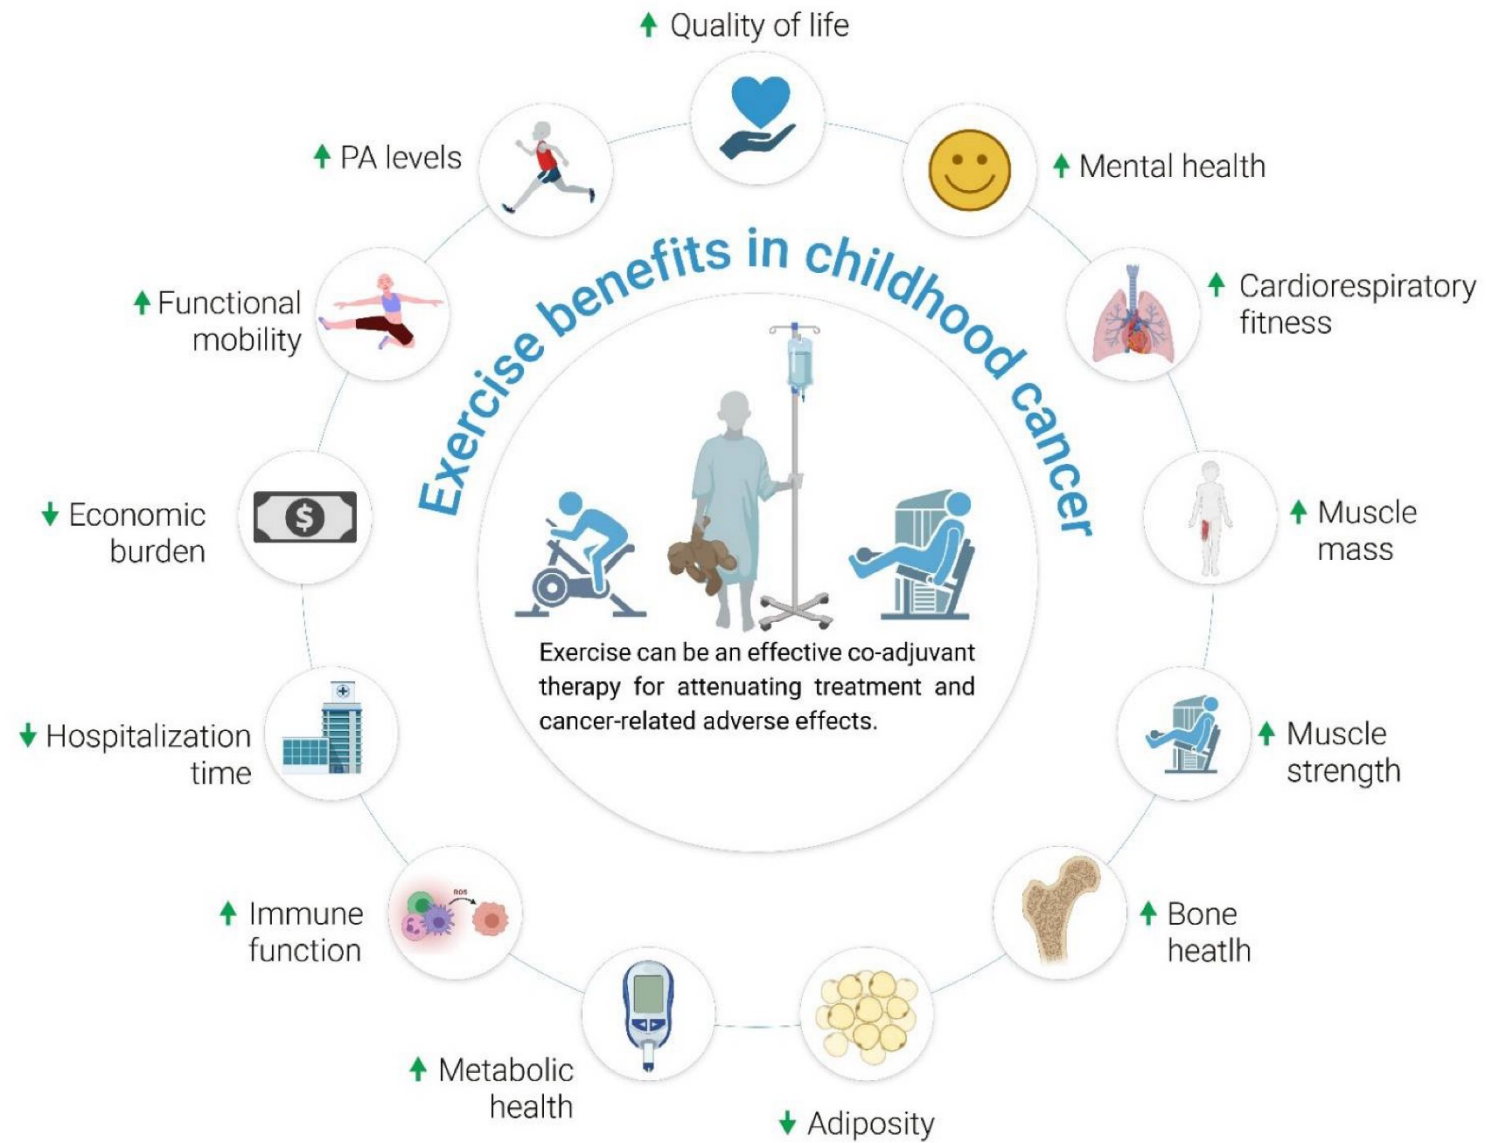 Quality of life
Mental health
Cardiorespiratory
fitness
Muscle
mass
Muscle
strength
Bone
heatlh
Adiposity
Metabolic
health
Immune
function
Hospitalization
time
Economic
burden
Functional
mobility
PA levels
Exercise benefits in childhood cancer
Exercise can be an effective co-adjuvant
therapy for attenuating treatment and
cancer-related adverse effects.
$
ROS